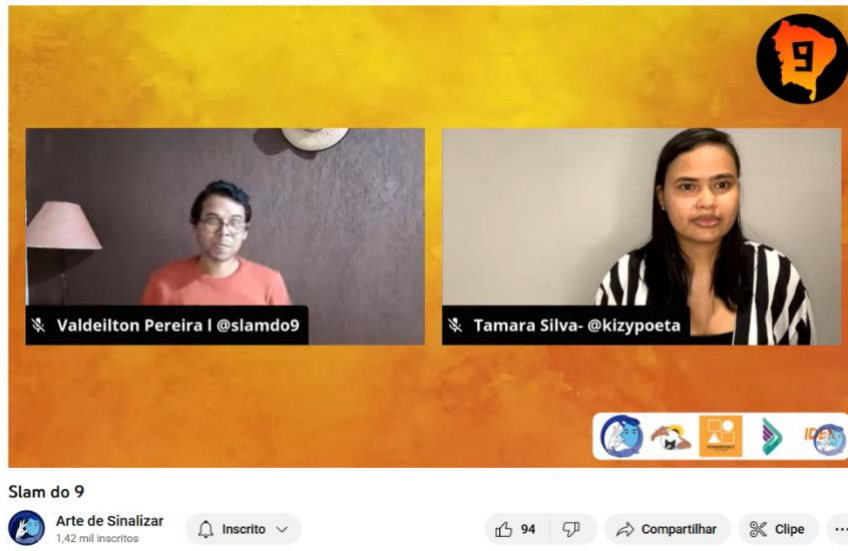 9
Valdeilton Pereira l @slamdo9
Tamara Silva- @kizypoeta
Slam do 9
Arte de Sinalizar
1,42 mil inscritos
Inscrito
94
Compartilhar
Clipe
...